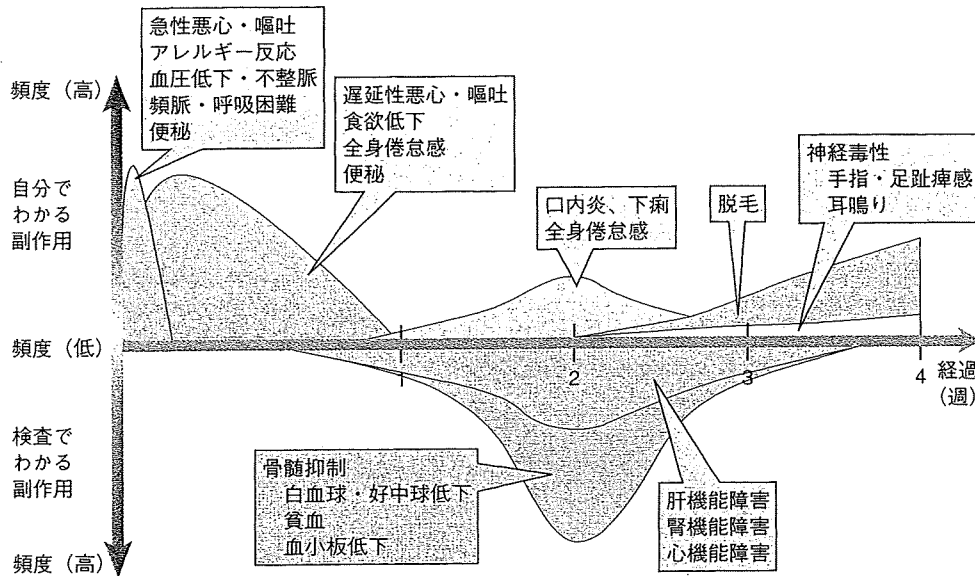 急性悪心・嘔吐
アレルギー反応
血圧低下・不整脈
頻脈・呼吸困難
便秘
頻度（高）
遅延性悪心・嘔吐
食欲低下
全身倦怠感
便秘
自分で
わかる
副作用
口内炎、下痢
全身倦怠感
脱毛
神経毒性
手指・足趾痺感
耳鳴り
頻度（低）
1
2
3
4
経過
（週）
検査で
わかる
副作用
骨髄抑制
白血球・好中球低下
貧血
血小板低下
肝機能障害
腎機能障害
心機能障害
頻度（高）